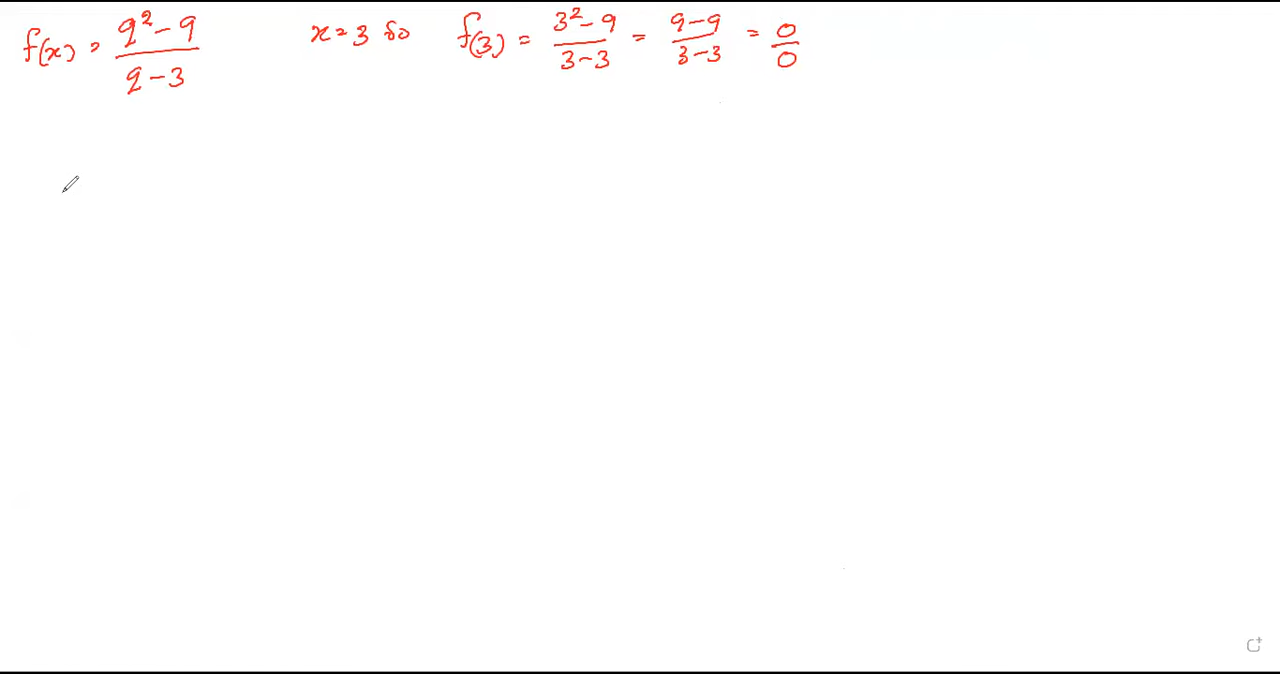 f(x) = (9² - 9)/(9 - 3) x = 3 so f(3) = (3² - 9)/(3 - 3) = (9 - 9)/(3 - 3) = 0/0